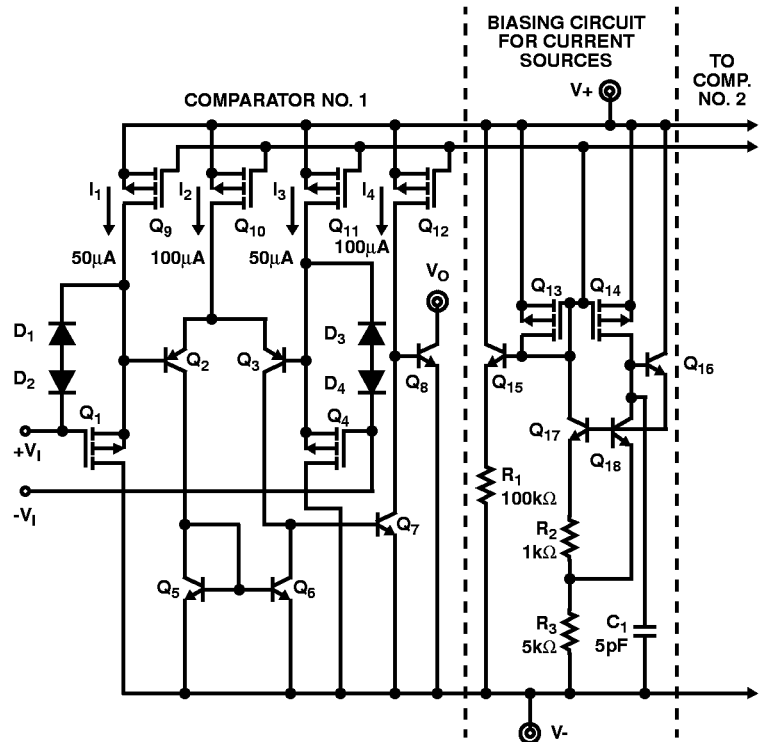 BIASING CIRCUIT
FOR CURRENT
SOURCES
TO
COMP.
NO. 2
COMPARATOR NO. 1
V+
I1
I2
I3
I4
Q9
Q10
Q11
Q12
50μA
100μA
50μA
100μA
VO
Q13
Q14
D1
D3
Q2
Q3
Q8
Q15
Q16
D2
D4
Q1
Q4
Q17
+VI
Q18
-VI
R1
100kΩ
Q7
R2
1kΩ
Q5
Q6
R3
5kΩ
C1
5pF
V-